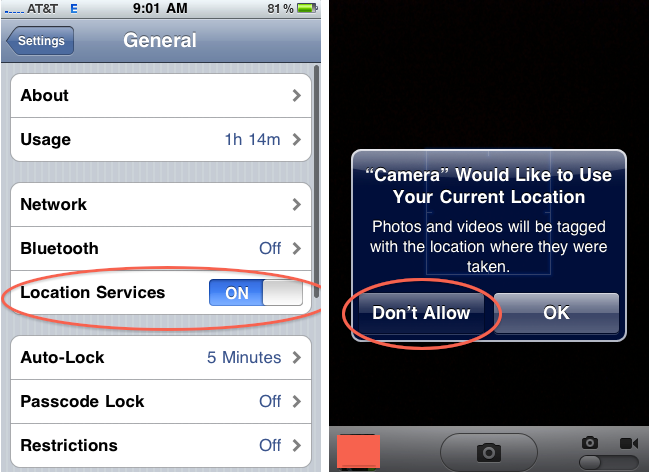 AT&T E 9:01 AM 81%
Settings General
About
Usage 1h 14m
Network
Bluetooth Off
Location Services ON
Auto-Lock 5 Minutes
Passcode Lock Off
Restrictions Off
“Camera” Would Like to Use
Your Current Location
Photos and videos will be tagged
with the location where they were
taken.
Don’t Allow OK